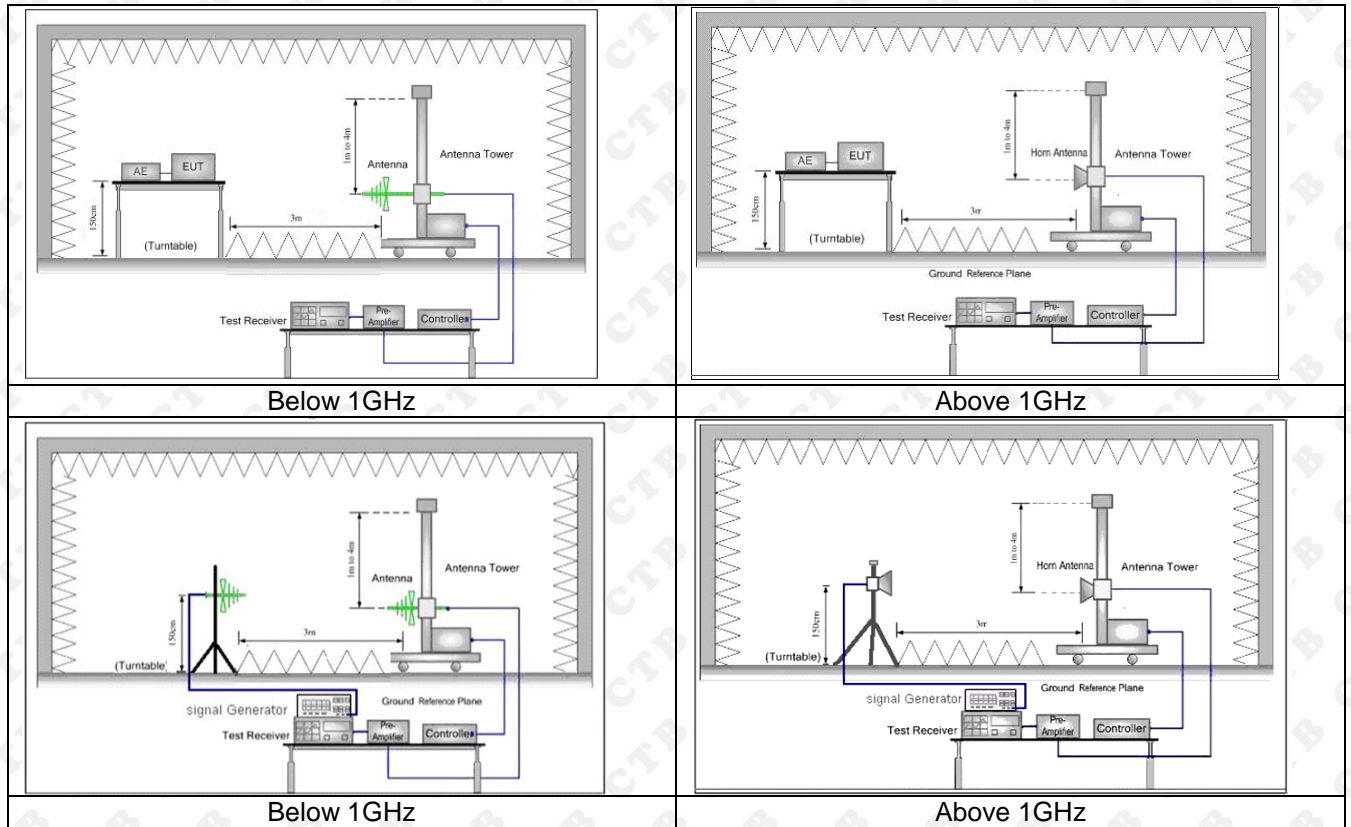 1m to 4m
Antenna
Antenna Tower
AE
EUT
150cm
3m
(Turntable)
Test Receiver
Pre-
Amplifier
Controller
Below 1GHz
1m to 4m
Horn Antenna
Antenna Tower
AE
EUT
150cm
3m
(Turntable)
Ground Reference Plane
Test Receiver
Pre-
Amplifier
Controller
Above 1GHz
1m to 4m
Antenna
Antenna Tower
150cm
3m
(Turntable)
Ground Reference Plane
signal Generator
Test Receiver
Pre-
Amplifier
Controller
Below 1GHz
1m to 4m
Horn Antenna
Antenna Tower
150cm
3m
(Turntable)
Ground Reference Plane
signal Generator
Test Receiver
Pre-
Amplifier
Controller
Above 1GHz
CTB